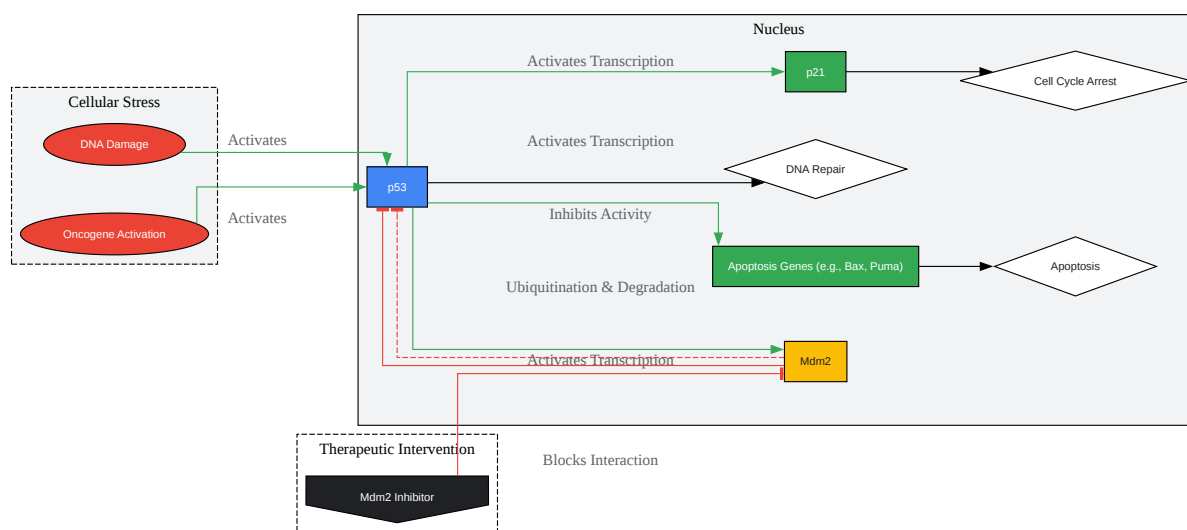 Nucleus
Activates Transcription
p21
Cell Cycle Arrest
Cellular Stress
DNA Damage
Activates
Activates Transcription
DNA Repair
p53
Oncogene Activation
Activates
Inhibits Activity
Apoptosis Genes (e.g., Bax, Puma)
Apoptosis
Ubiquitination & Degradation
Activates Transcription
Mdm2
Therapeutic Intervention
Blocks Interaction
Mdm2 Inhibitor